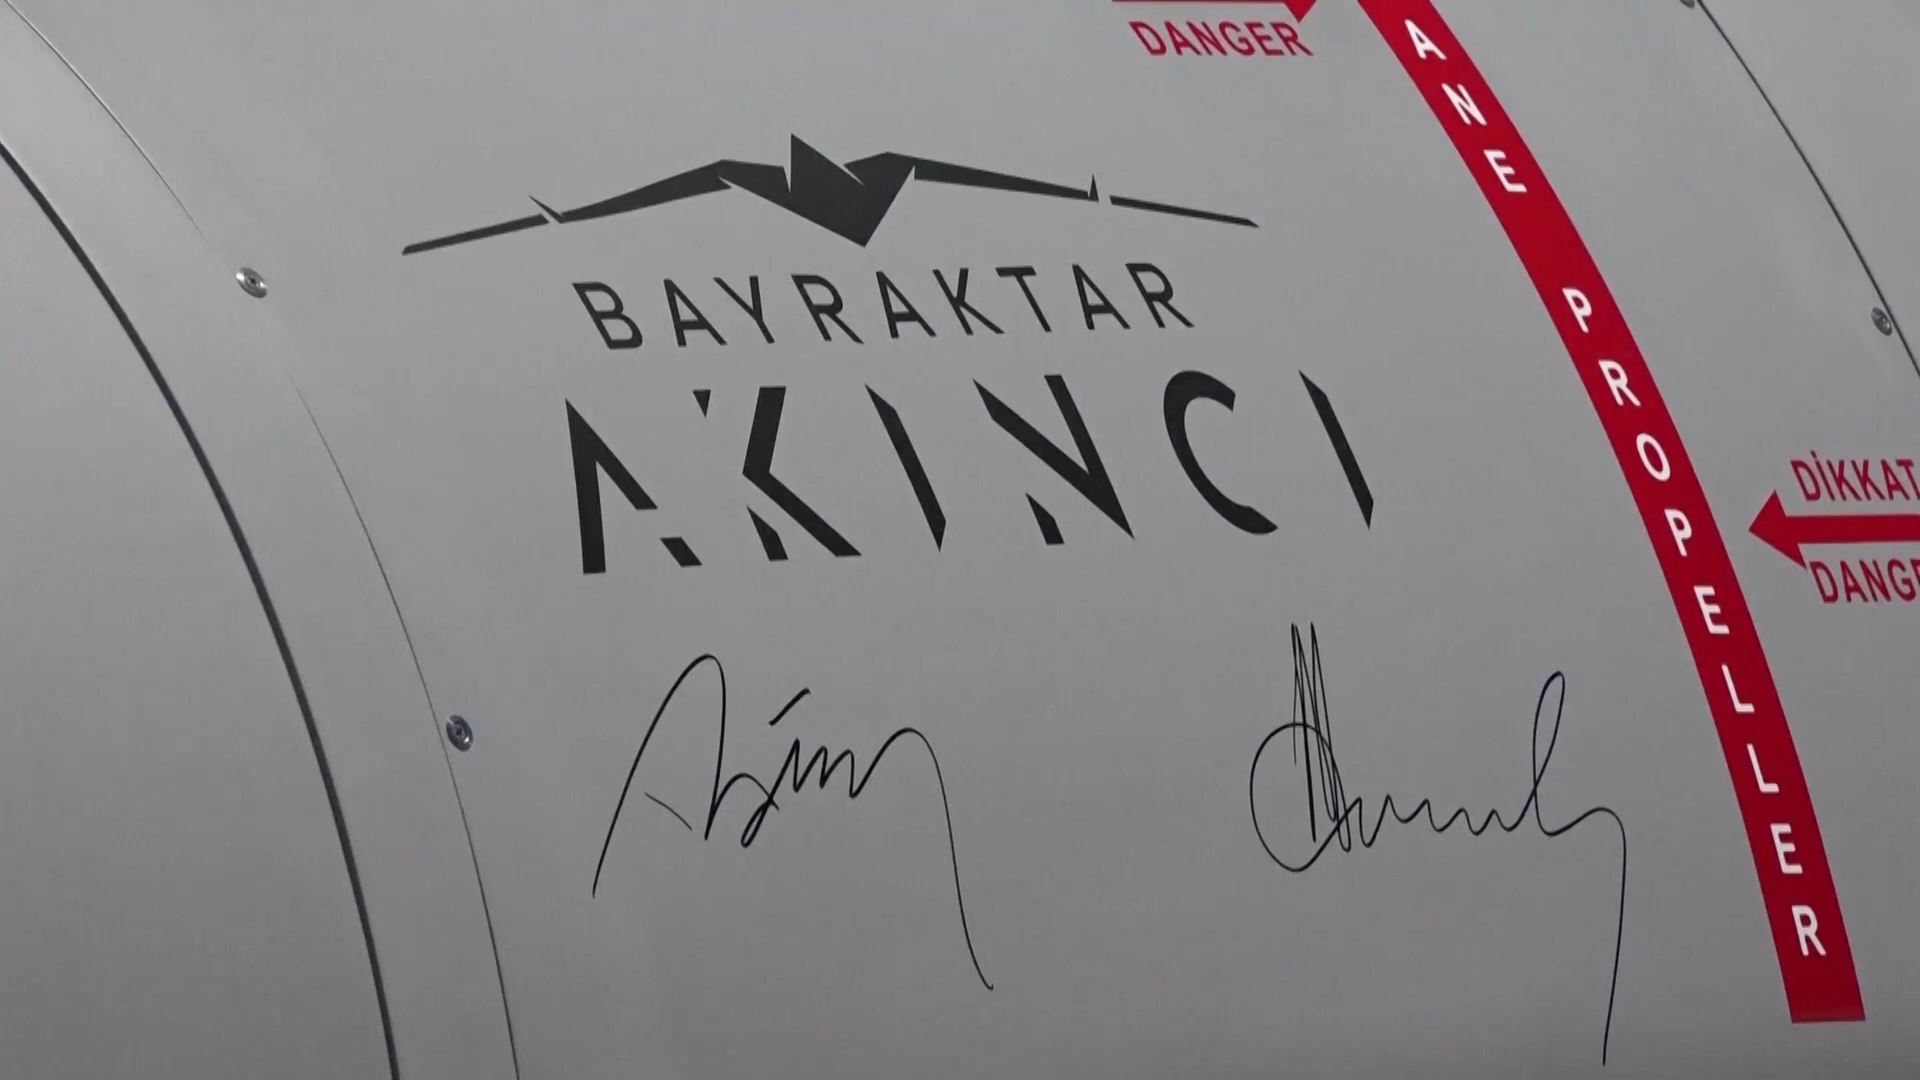 DANGER
ANE PROPELLER
BAYRAKTAR
AKINCI
DİKKAT
DANGE